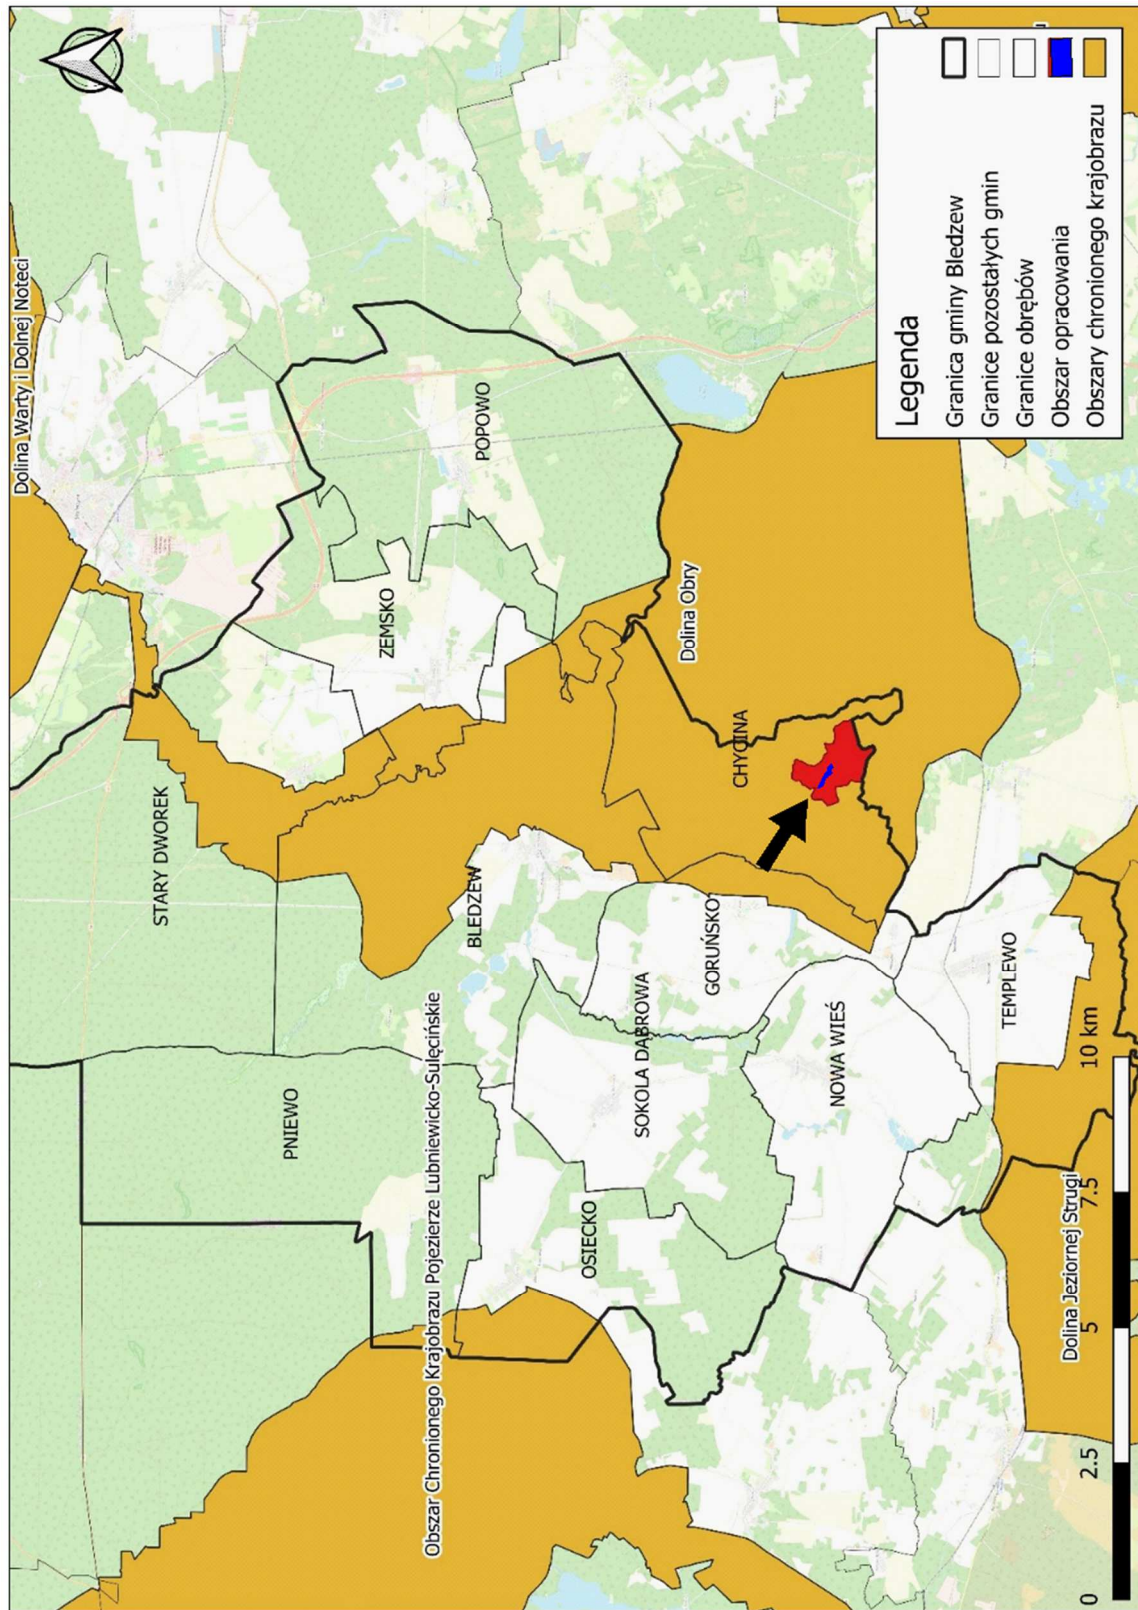 Dolina Warty i Dolnej Noteci
STARY DWOREK
ZEMSKO
POPOWO
PNIEWO
BLEDZEW
Obszar Chronionego Krajobrazu Pojezierze Lubniewicko-Sulęcińskie
OSIECKO
SOKOLA DĄBROWA
GORUŃSKO
CHYCINA
Dolina Obry
NOWA WIEŚ
TEMPLEWO
Dolina Jeziornej Strugi
0 2.5 5 7.5 10 km
Legenda
Granica gminy Bledzew
Granice pozostałych gmin
Granice obrębów
Obszar opracowania
Obszary chronionego krajobrazu